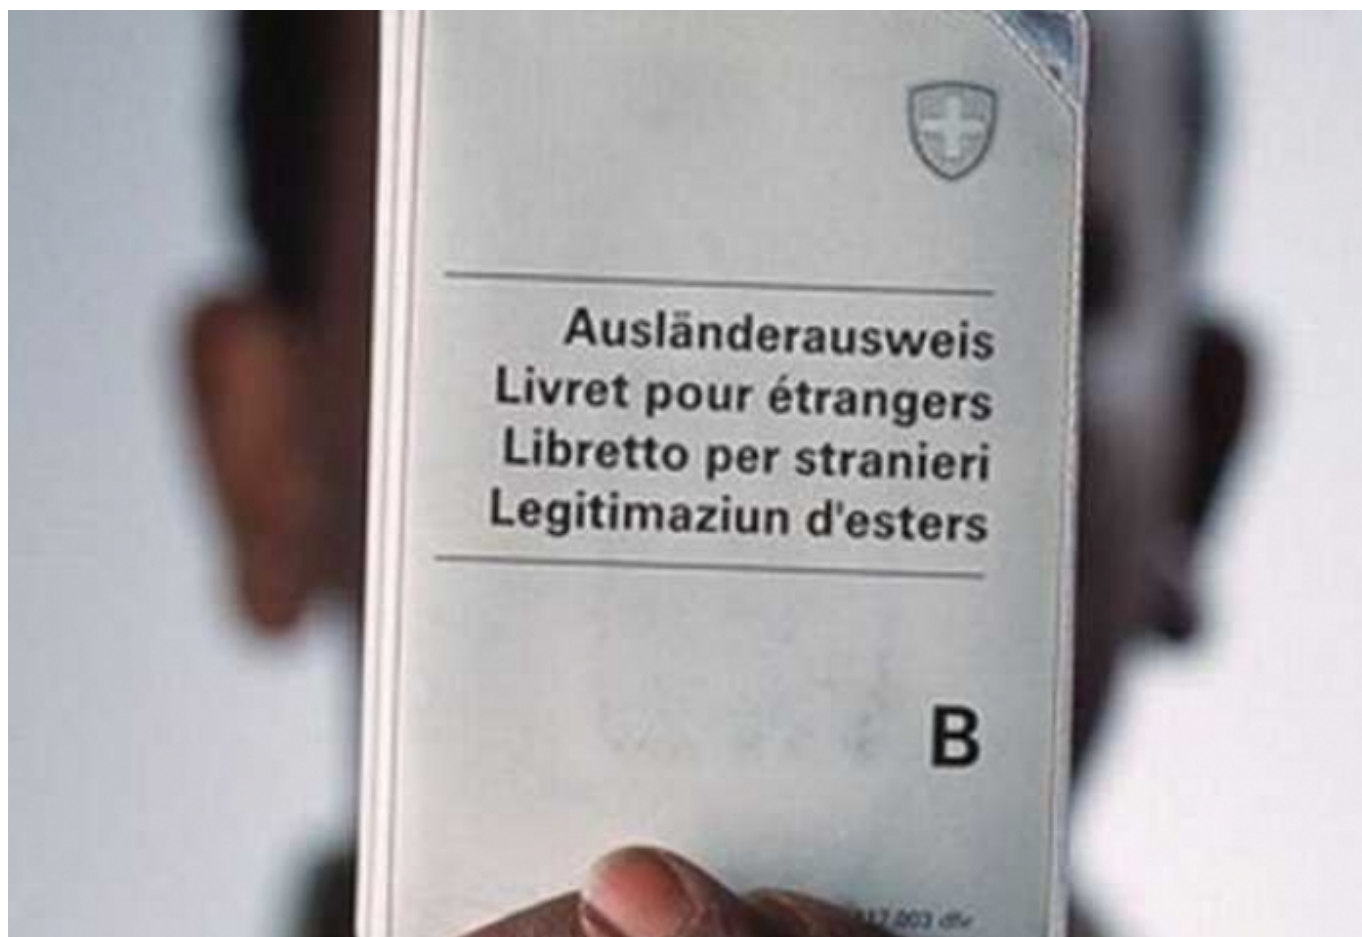 Ausländerausweis
Livret pour étrangers
Libretto per stranieri
Legitimaziun d'esters
B